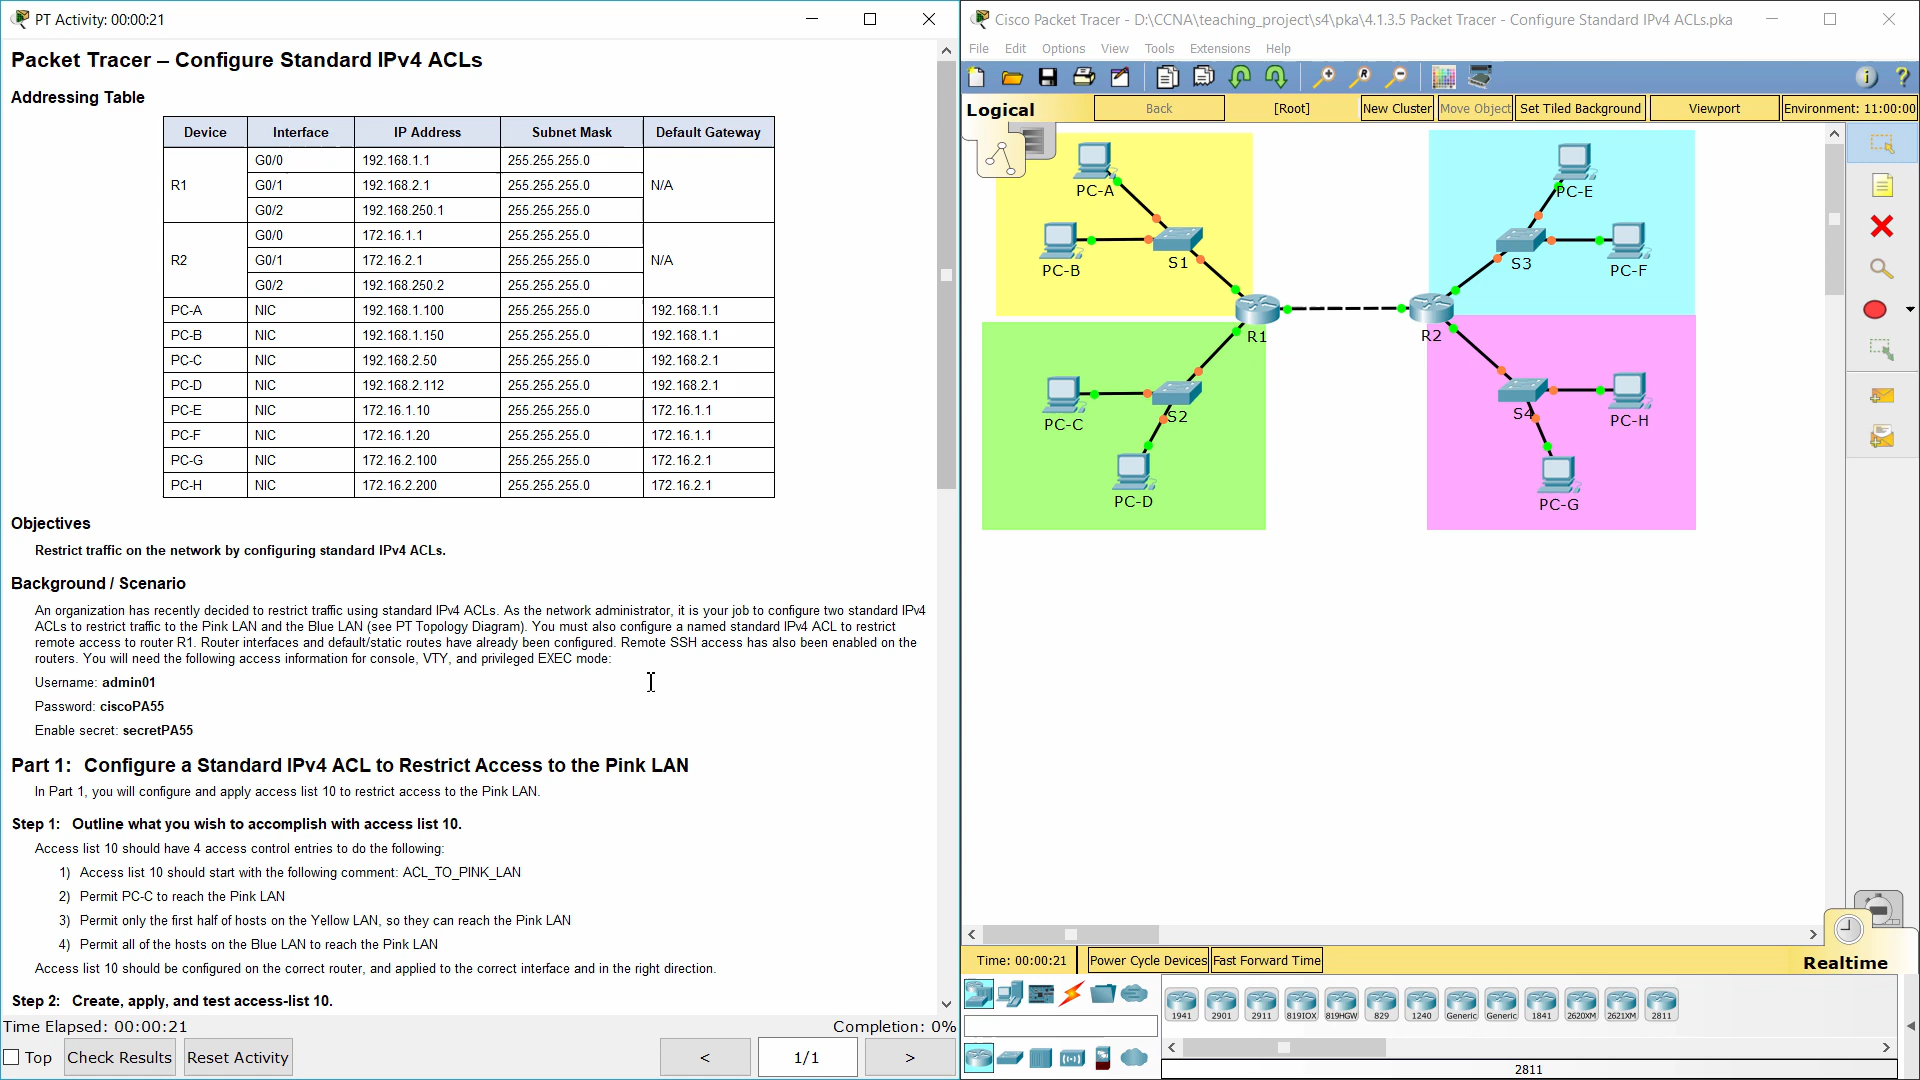 PT Activity: 00:00:21
Packet Tracer – Configure Standard IPv4 ACLs
Addressing Table
Device Interface IP Address Subnet Mask Default Gateway
R1 G0/0 192.168.1.1 255.255.255.0 N/A
G0/1 192.168.2.1 255.255.255.0
G0/2 192.168.250.1 255.255.255.0
R2 G0/0 172.16.1.1 255.255.255.0 N/A
G0/1 172.16.2.1 255.255.255.0
G0/2 192.168.250.2 255.255.255.0
PC-A NIC 192.168.1.100 255.255.255.0 192.168.1.1
PC-B NIC 192.168.1.150 255.255.255.0 192.168.1.1
PC-C NIC 192.168.2.50 255.255.255.0 192.168.2.1
PC-D NIC 192.168.2.112 255.255.255.0 192.168.2.1
PC-E NIC 172.16.1.10 255.255.255.0 172.16.1.1
PC-F NIC 172.16.1.20 255.255.255.0 172.16.1.1
PC-G NIC 172.16.2.100 255.255.255.0 172.16.2.1
PC-H NIC 172.16.2.200 255.255.255.0 172.16.2.1
Objectives
Restrict traffic on the network by configuring standard IPv4 ACLs.
Background / Scenario
An organization has recently decided to restrict traffic using standard IPv4 ACLs. As the network administrator, it is your job to configure two standard IPv4
ACLs to restrict traffic to the Pink LAN and the Blue LAN (see PT Topology Diagram). You must also configure a named standard IPv4 ACL to restrict
remote access to router R1. Router interfaces and default/static routes have already been configured. Remote SSH access has also been enabled on the
routers. You will need the following access information for console, VTY, and privileged EXEC mode:
Username: admin01
Password: ciscoPA55
Enable secret: secretPA55
Part 1: Configure a Standard IPv4 ACL to Restrict Access to the Pink LAN
In Part 1, you will configure and apply access list 10 to restrict access to the Pink LAN.
Step 1: Outline what you wish to accomplish with access list 10.
Access list 10 should have 4 access control entries to do the following:
1) Access list 10 should start with the following comment: ACL_TO_PINK_LAN
2) Permit PC-C to reach the Pink LAN
3) Permit only the first half of hosts on the Yellow LAN, so they can reach the Pink LAN
4) Permit all of the hosts on the Blue LAN to reach the Pink LAN
Access list 10 should be configured on the correct router, and applied to the correct interface and in the right direction.
Step 2: Create, apply, and test access-list 10.
Time Elapsed: 00:00:21 Completion: 0%
Top Check Results Reset Activity < 1/1 >
Cisco Packet Tracer - D:\CCNA\teaching_project\s4\pka\4.1.3.5 Packet Tracer - Configure Standard IPv4 ACLs.pka
File Edit Options View Tools Extensions Help
Logical Back [Root] New Cluster Move Object Set Tiled Background Viewport Environment: 11:00:00
PC-A
PC-E
PC-B
S1
S3
PC-F
R1
R2
PC-C
S2
S4
PC-H
PC-D
PC-G
Time: 00:00:21 Power Cycle Devices Fast Forward Time Realtime
1941 2901 2911 819IOX 819HGW 829 1240 Generic Generic 1841 2620XM 2621XM 2811
2811